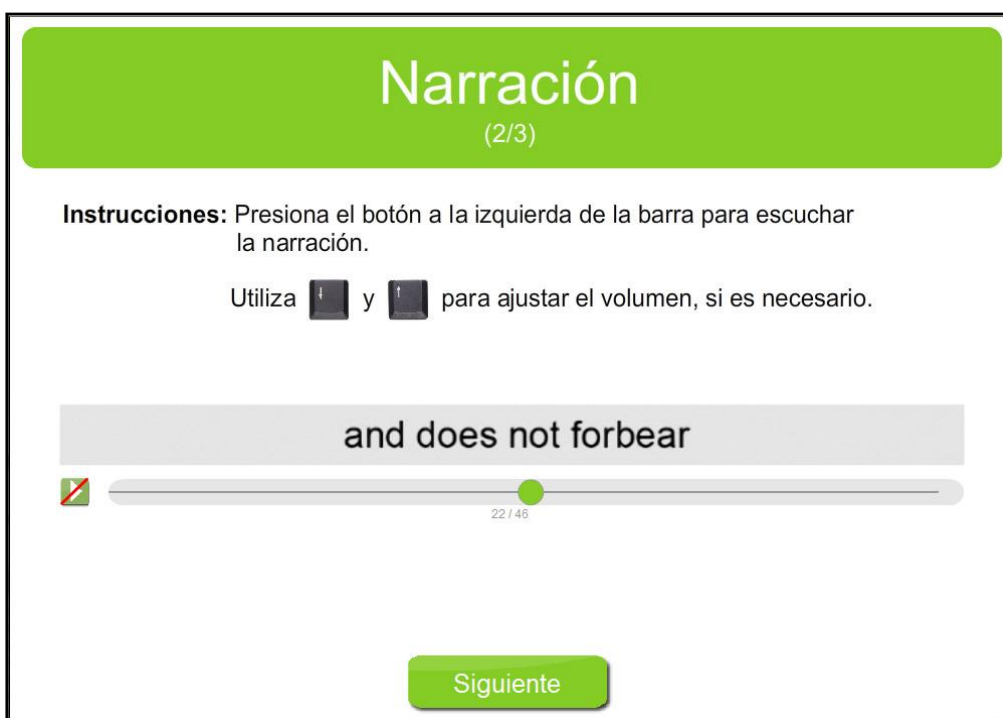 Narración
(2/3)
Instrucciones: Presiona el botón a la izquierda de la barra para escuchar
la narración.
Utiliza ↓ y ↑ para ajustar el volumen, si es necesario.
and does not forbear
22 / 46
Siguiente